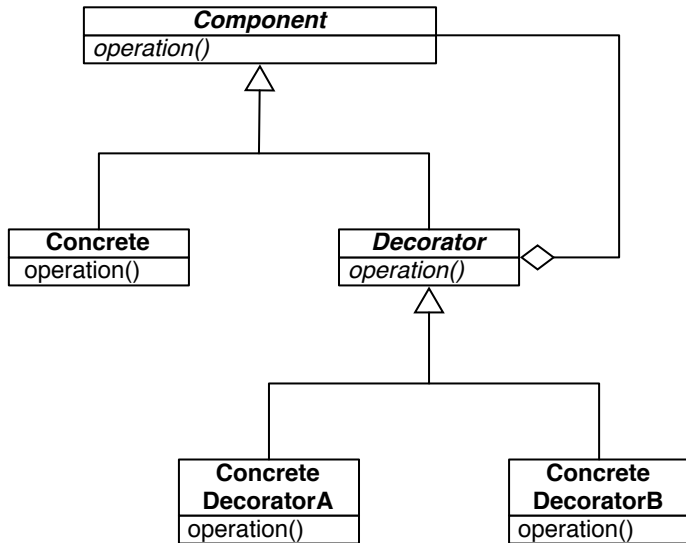 Component
operation()
Concrete
operation()
Decorator
operation()
Concrete
DecoratorA
operation()
Concrete
DecoratorB
operation()